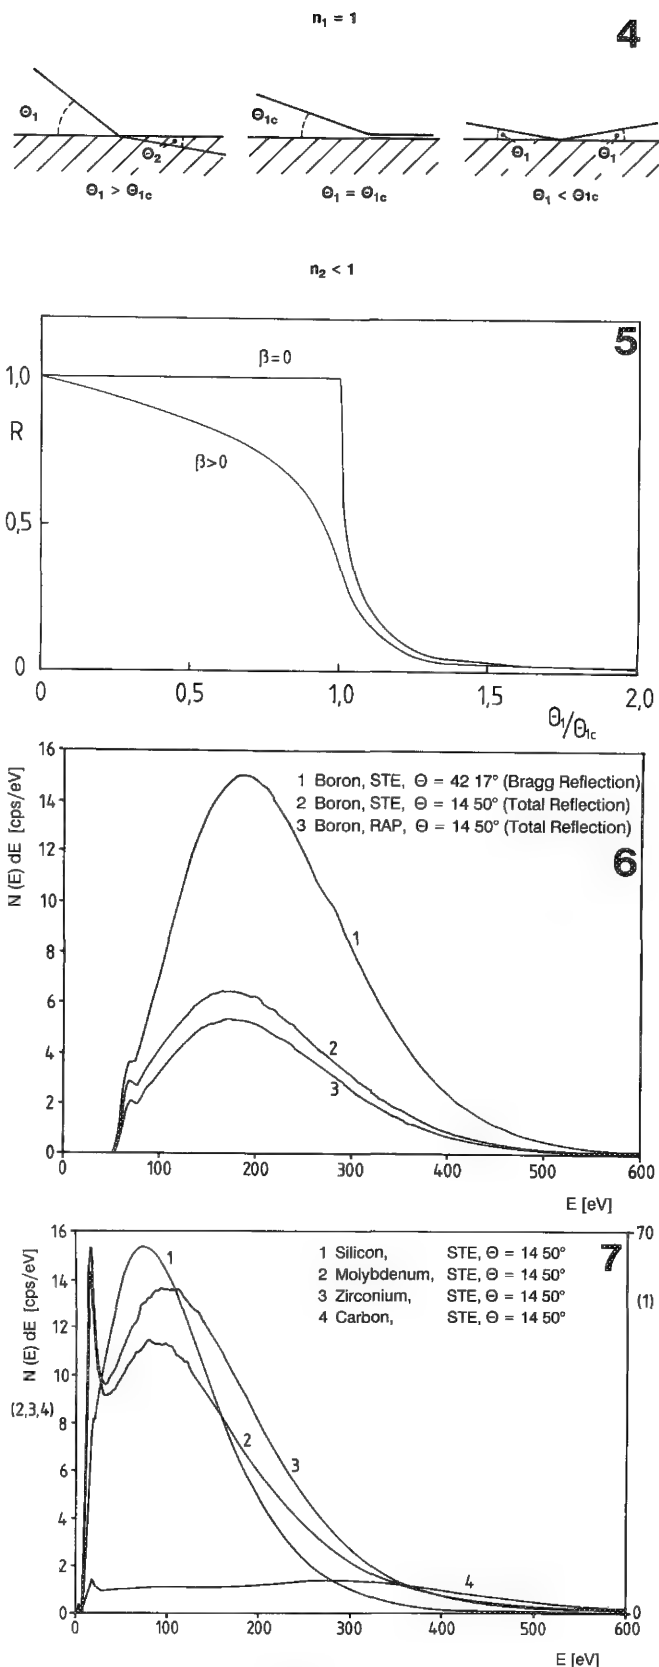 n₁ = 1
4
Θ₁
Θ₂
Θ₁c
Θ₁
Θ₁
Θ₁ > Θ₁c
Θ₁ = Θ₁c
Θ₁ < Θ₁c
n₂ < 1
5
β=0
1,0
R
β>0
0,5
0
0
0,5
1,0
1,5
2,0
Θ₁/Θ₁c
6
N (E) dE [cps/eV]
16
14
12
10
8
6
4
2
0
1 Boron, STE, Θ = 42 17° (Bragg Reflection)
2 Boron, STE, Θ = 14 50° (Total Reflection)
3 Boron, RAP, Θ = 14 50° (Total Reflection)
1
2
3
0 100 200 300 400 500 600
E [eV]
7
N (E) dE [cps/eV]
(2,3,4)
16
14
12
10
8
6
4
2
0
1 Silicon, STE, Θ = 14 50°
2 Molybdenum, STE, Θ = 14 50°
3 Zirconium, STE, Θ = 14 50°
4 Carbon, STE, Θ = 14 50°
70
(1)
0
1
2
3
4
0 100 200 300 400 500 600
E [eV]